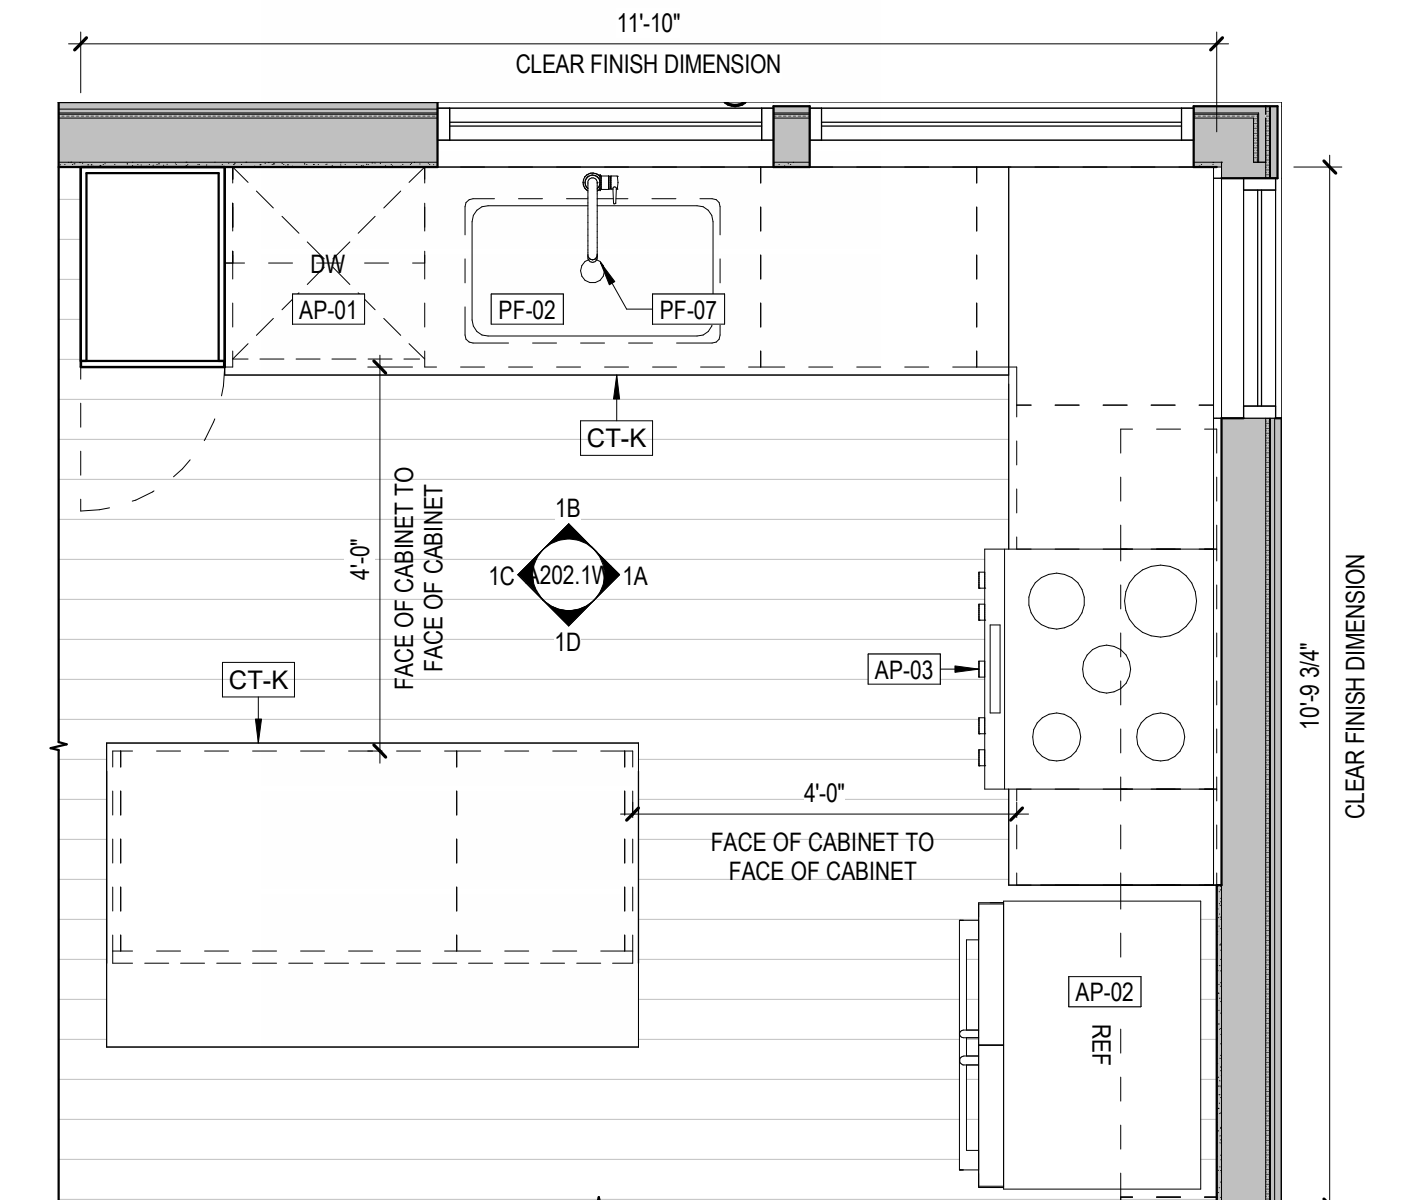 11'-10"
CLEAR FINISH DIMENSION
DW
AP-01
PF-02
PF-07
CT-K
4'-0"
FACE OF CABINET TO
FACE OF CABINET
1B
1C
A202.1W
1A
1D
CT-K
AP-03
10'-9 3/4"
CLEAR FINISH DIMENSION
4'-0"
FACE OF CABINET TO
FACE OF CABINET
AP-02
REF